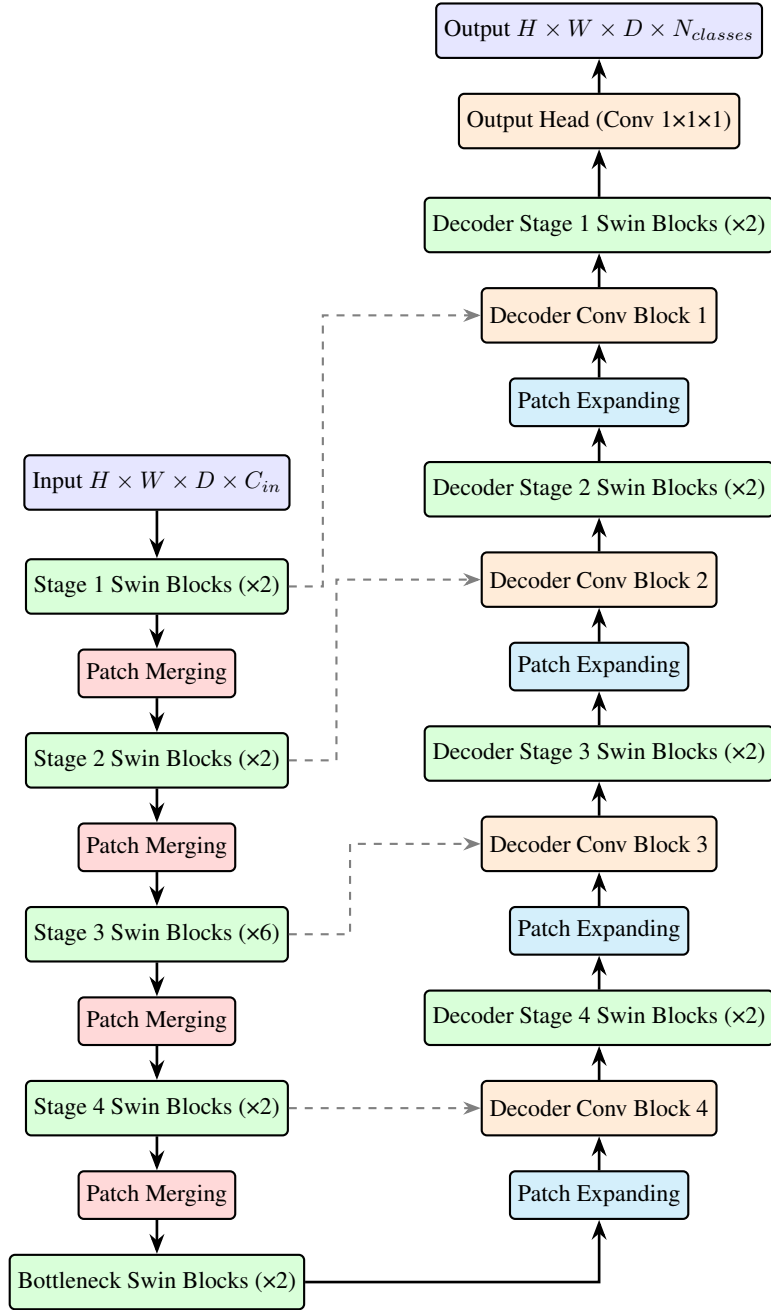 Output H × W × D × N_{classes}
Output Head (Conv 1×1×1)
Decoder Stage 1 Swin Blocks (×2)
Decoder Conv Block 1
Patch Expanding
Decoder Stage 2 Swin Blocks (×2)
Decoder Conv Block 2
Patch Expanding
Decoder Stage 3 Swin Blocks (×2)
Decoder Conv Block 3
Patch Expanding
Decoder Stage 4 Swin Blocks (×2)
Decoder Conv Block 4
Patch Expanding
Input H × W × D × C_{in}
Stage 1 Swin Blocks (×2)
Patch Merging
Stage 2 Swin Blocks (×2)
Patch Merging
Stage 3 Swin Blocks (×6)
Patch Merging
Stage 4 Swin Blocks (×2)
Patch Merging
Bottleneck Swin Blocks (×2)